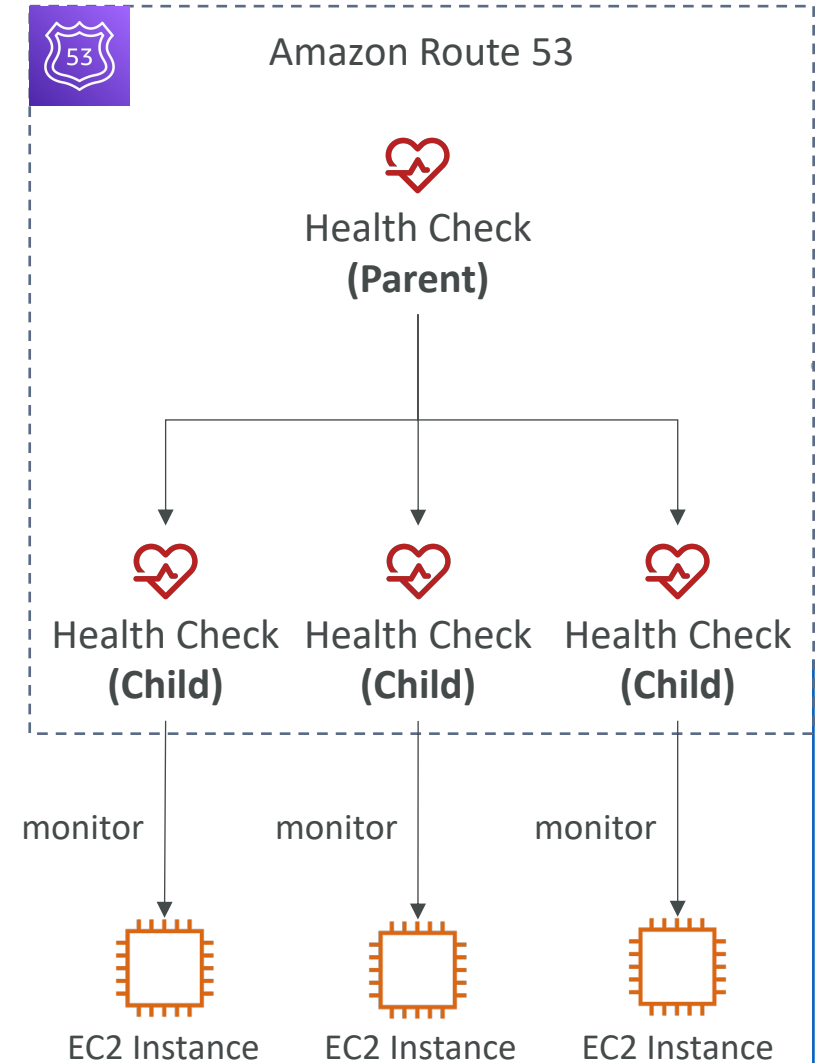 53
Amazon Route 53
Health Check
(Parent)
Health Check Health Check Health Check
(Child) (Child) (Child)
monitor monitor monitor
EC2 Instance EC2 Instance EC2 Instance